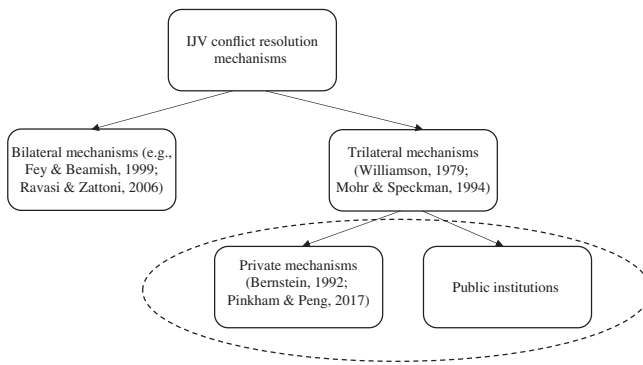 IJV conflict resolution
mechanisms
Bilateral mechanisms (e.g.,
Fey & Beamish, 1999;
Ravasi & Zattoni, 2006)
Trilateral mechanisms
(Williamson, 1979;
Mohr & Speckman, 1994)
Private mechanisms
(Bernstein, 1992;
Pinkham & Peng, 2017)
Public institutions